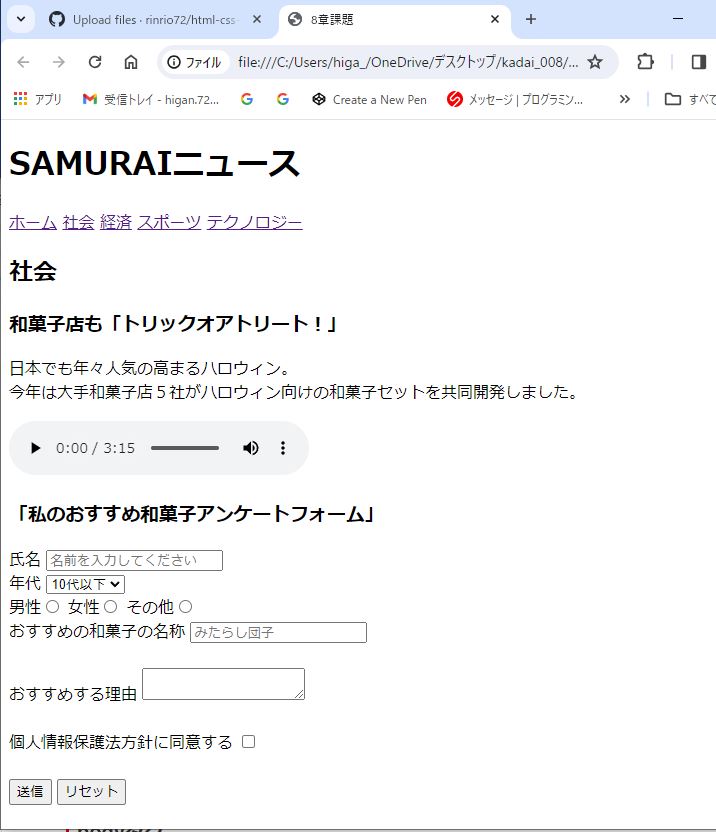 Upload files · rinrio72/html-css
8章課題
ファイル
file:///C:/Users/higa_/OneDrive/デスクトップ/kadai_008/...
アプリ
受信トレイ - higan.72...
Create a New Pen
メッセージ | プログラミン...
»
すべて
SAMURAIニュース
ホーム 社会 経済 スポーツ テクノロジー
社会
和菓子店も「トリックオアトリート！」
日本でも年々人気の高まるハロウィン。
今年は大手和菓子店５社がハロウィン向けの和菓子セットを共同開発しました。
0:00 / 3:15
「私のおすすめ和菓子アンケートフォーム」
氏名 名前を入力してください
年代 10代以下
男性 女性 その他
おすすめの和菓子の名称 みたらし団子
おすすめする理由
個人情報保護法方針に同意する
送信 リセット